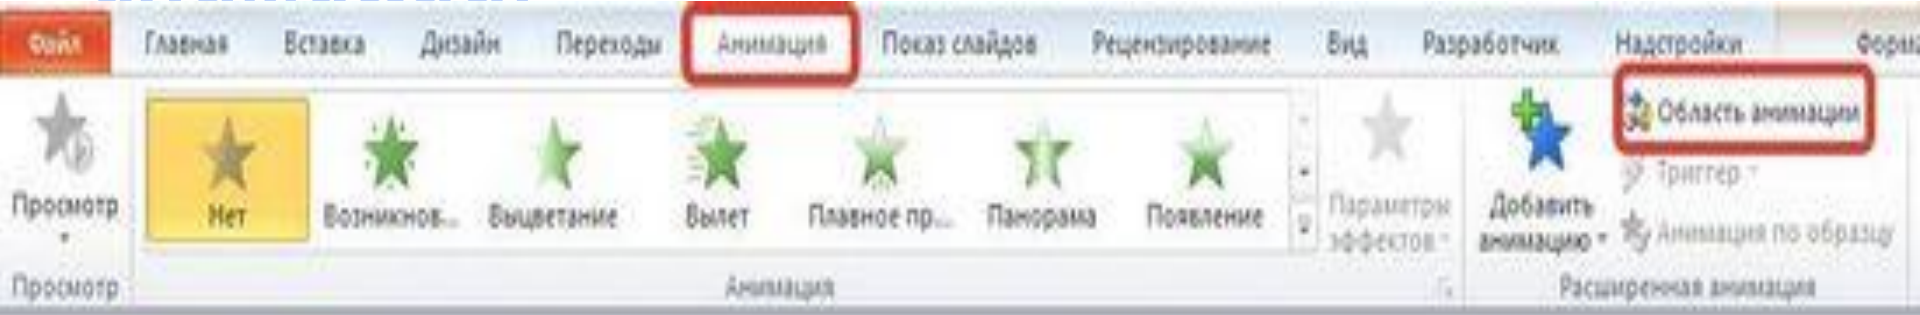 Файл Главная Вставка Дизайн Переходы Анимация Показ слайдов Рецензирование Вид Разработчик Надстройки
Область анимации
Триггер
Просмотр Нет Возникнов... Выцветание Вылет Плавное пр... Панорама Появление Параметры эффектов Добавить анимацию
Анимация по образцу
Просмотр Анимация Расширенная анимация